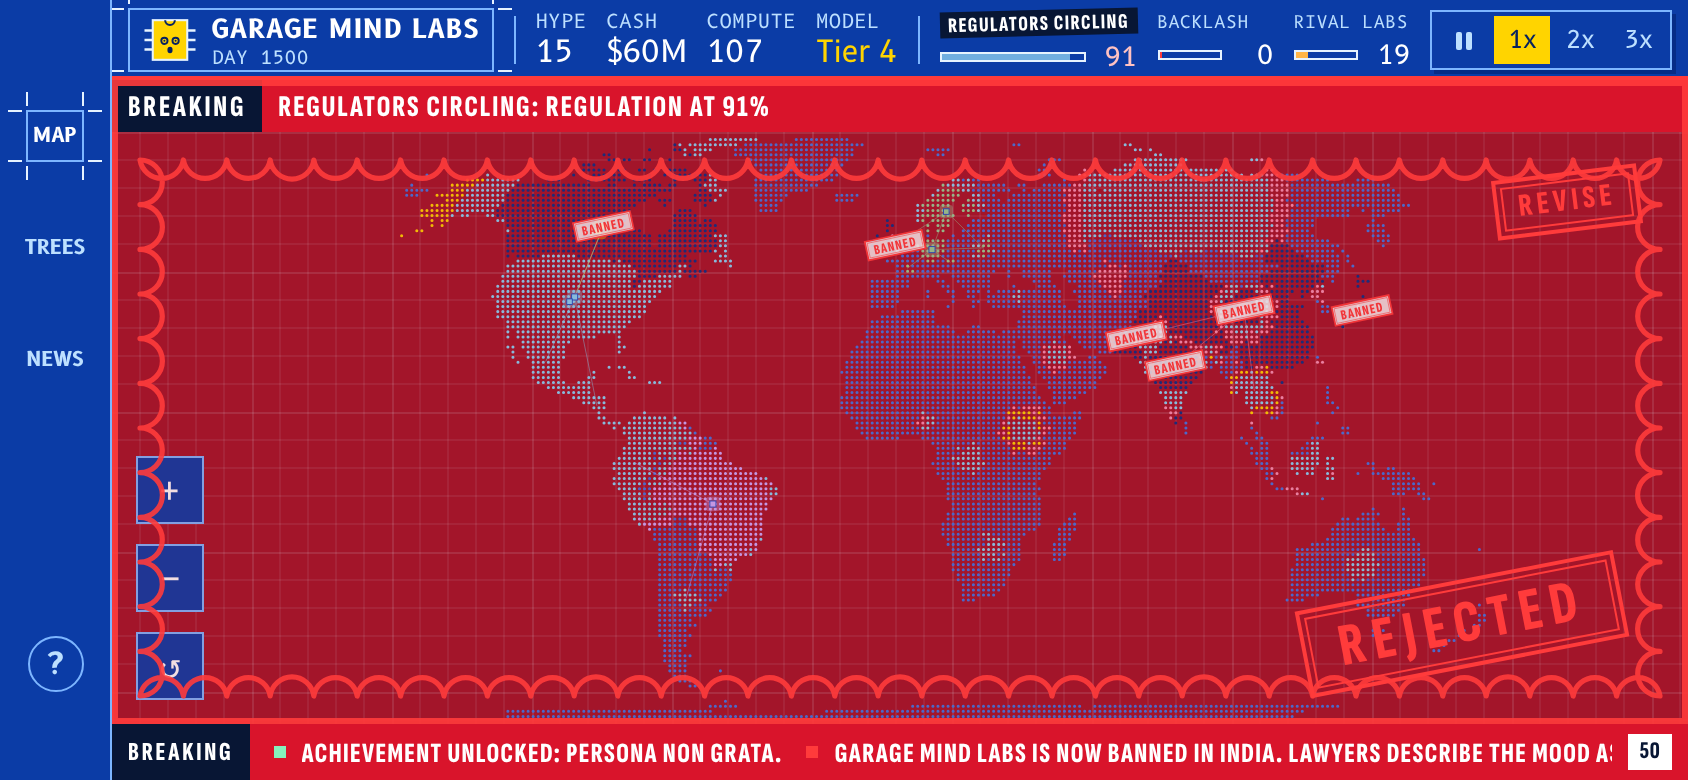 GARAGE MIND LABS
DAY 1500
HYPE
15
CASH
$60M
COMPUTE
107
MODEL
Tier 4
REGULATORS CIRCLING
91
BACKLASH
0
RIVAL LABS
19
1x
2x
3x
MAP
TREES
NEWS
?
BREAKING
REGULATORS CIRCLING: REGULATION AT 91%
REVISE
BANNED
BANNED
BANNED
BANNED
BANNED
BANNED
+
−
↺
REJECTED
BREAKING
ACHIEVEMENT UNLOCKED: PERSONA NON GRATA.
GARAGE MIND LABS IS NOW BANNED IN INDIA. LAWYERS DESCRIBE THE MOOD
50